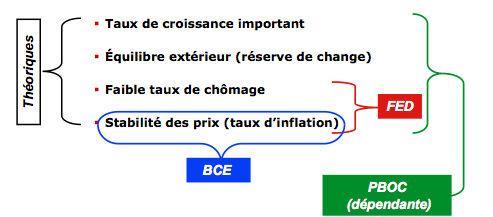 Théoriques
▪ Taux de croissance important
▪ Équilibre extérieur (réserve de change)
▪ Faible taux de chômage
▪ Stabilité des prix (taux d’inflation)
FED
BCE
PBOC
(dépendante)